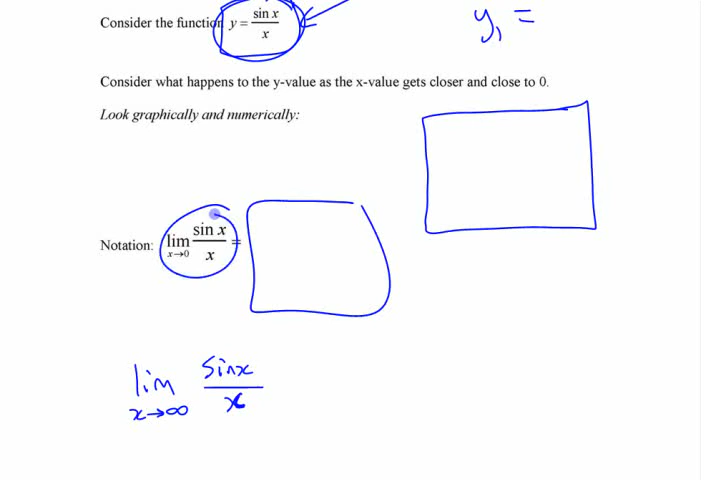 Consider the function y = sin x / x
y₁ =
Consider what happens to the y-value as the x-value gets closer and close to 0.
Look graphically and numerically:
Notation: lim x→0 sin x / x =
lim x→∞ sinx / x